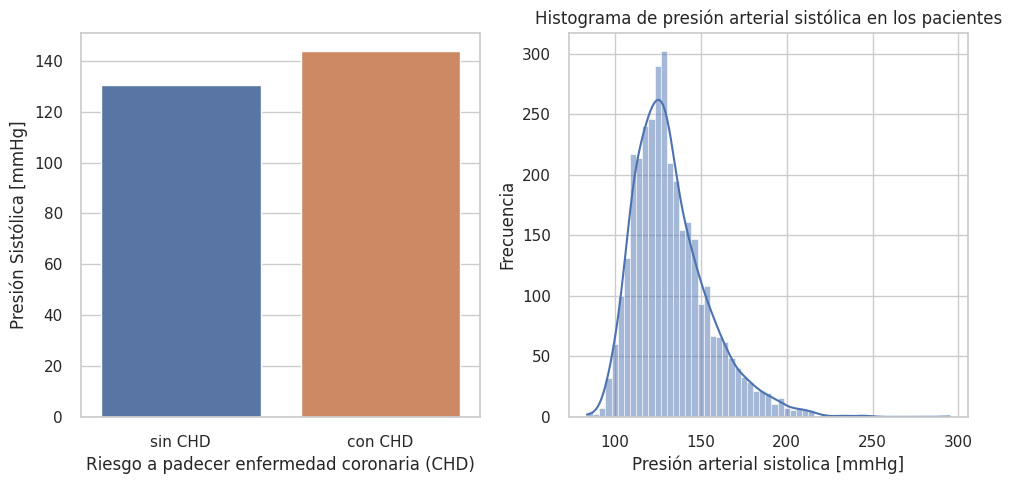 Presión Sistólica [mmHg]
140
120
100
80
60
40
20
0
sin CHD
con CHD
Riesgo a padecer enfermedad coronaria (CHD)
Histograma de presión arterial sistólica en los pacientes
Frecuencia
300
250
200
150
100
50
0
100
150
200
250
300
Presión arterial sistolica [mmHg]